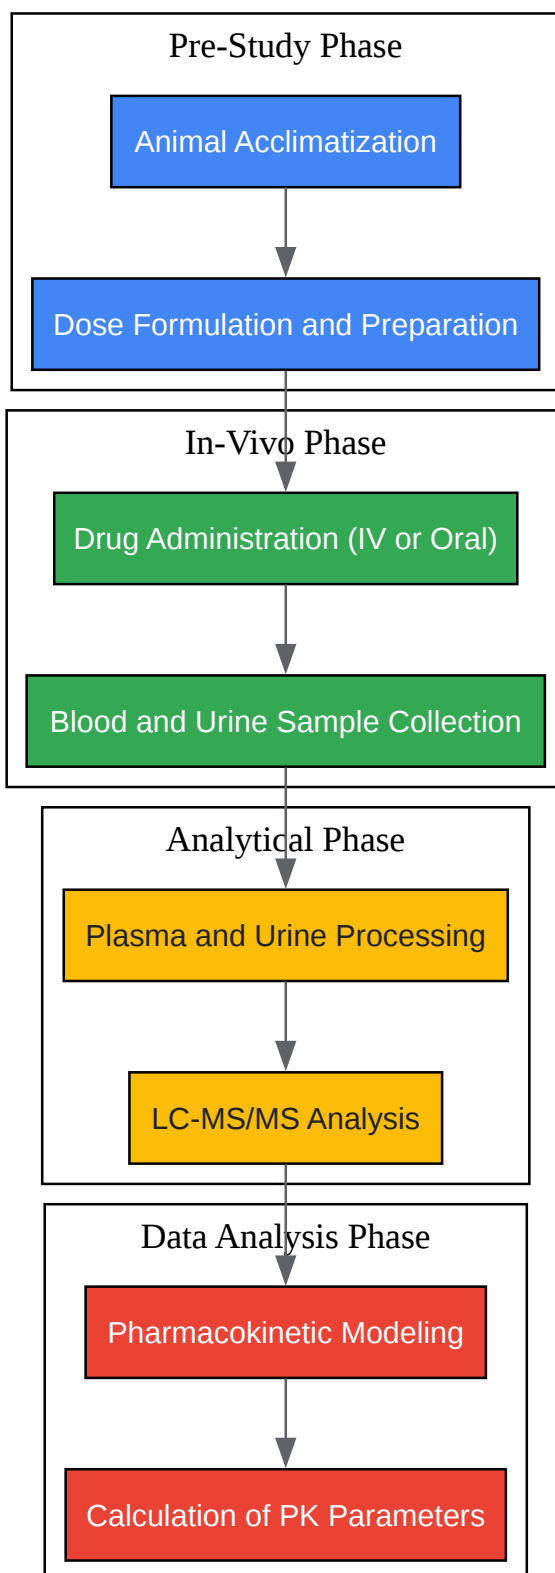 Pre-Study Phase
Animal Acclimatization
Dose Formulation and Preparation
In-Vivo Phase
Drug Administration (IV or Oral)
Blood and Urine Sample Collection
Analytical Phase
Plasma and Urine Processing
LC-MS/MS Analysis
Data Analysis Phase
Pharmacokinetic Modeling
Calculation of PK Parameters